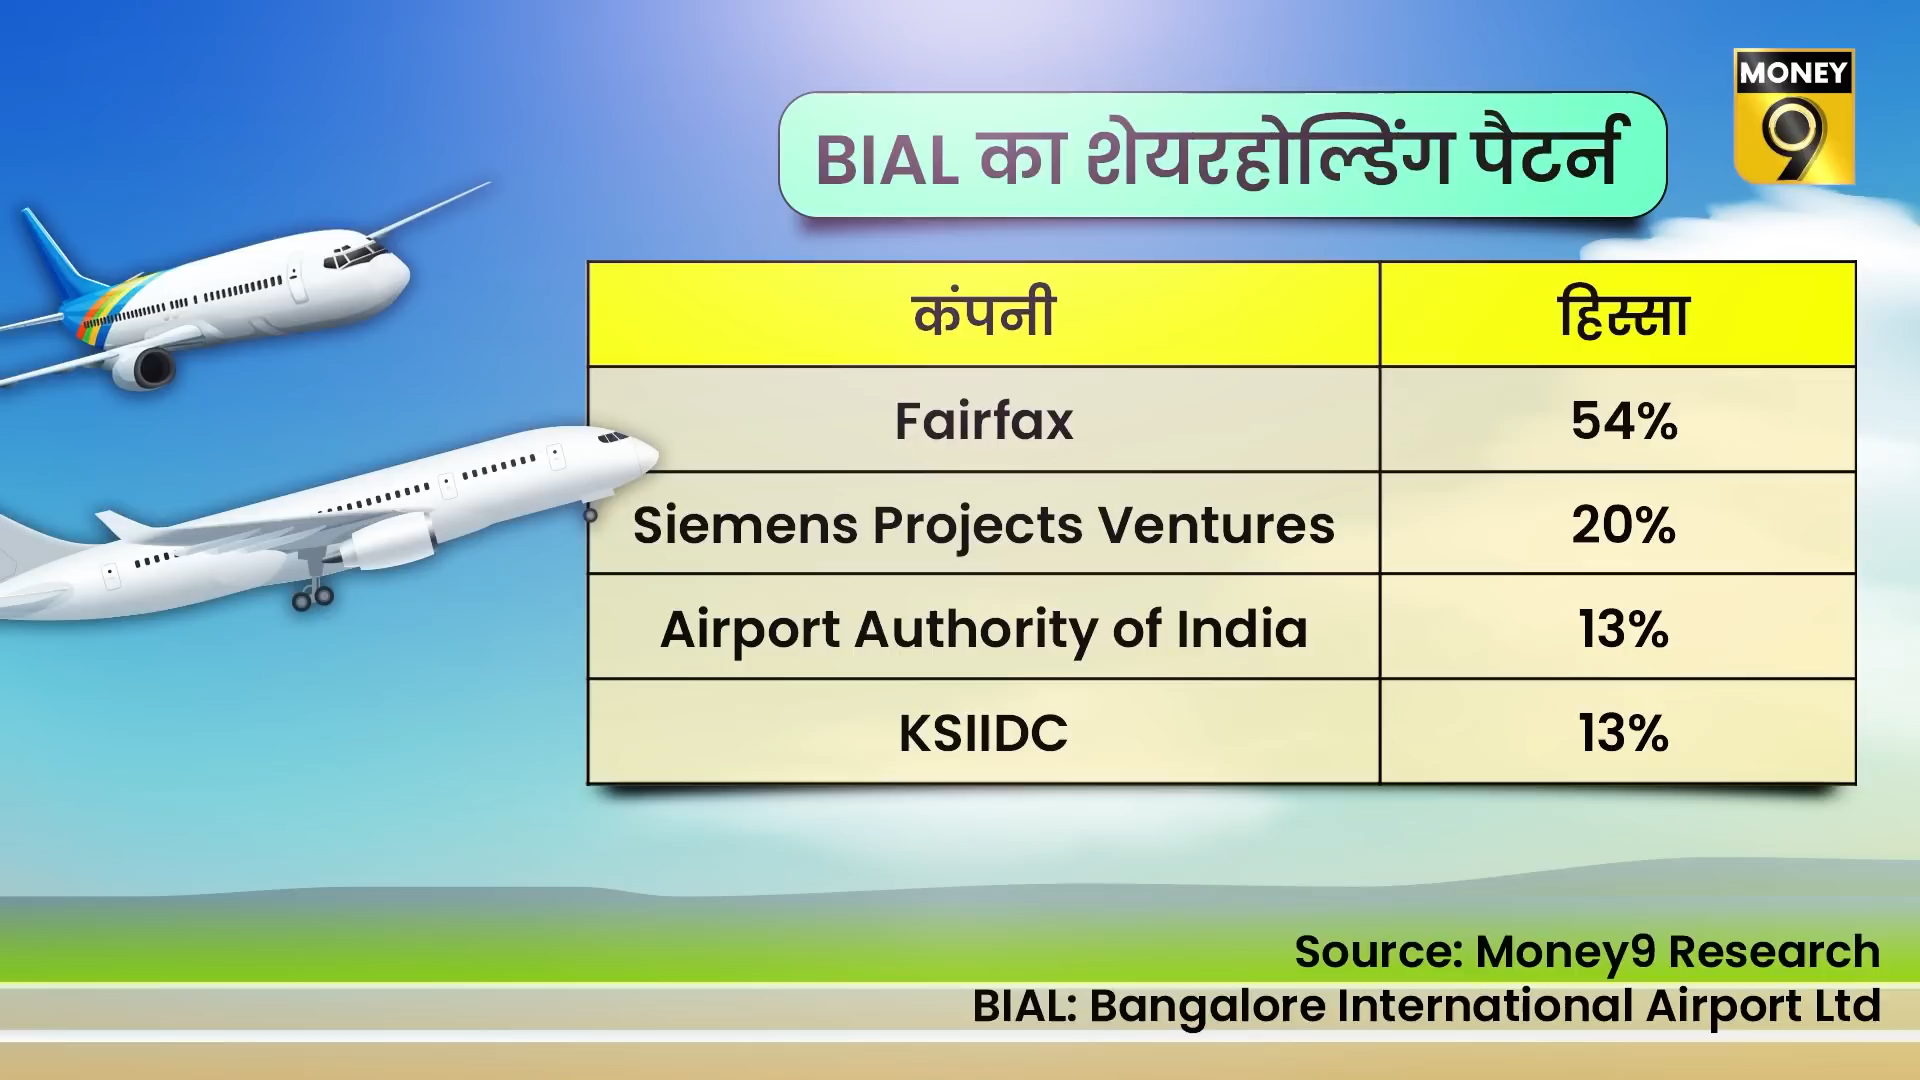 MONEY
9
BIAL का शेयरहोल्डिंग पैटर्न
कंपनी हिस्सा
Fairfax 54%
Siemens Projects Ventures 20%
Airport Authority of India 13%
KSIIDC 13%
Source: Money9 Research
BIAL: Bangalore International Airport Ltd